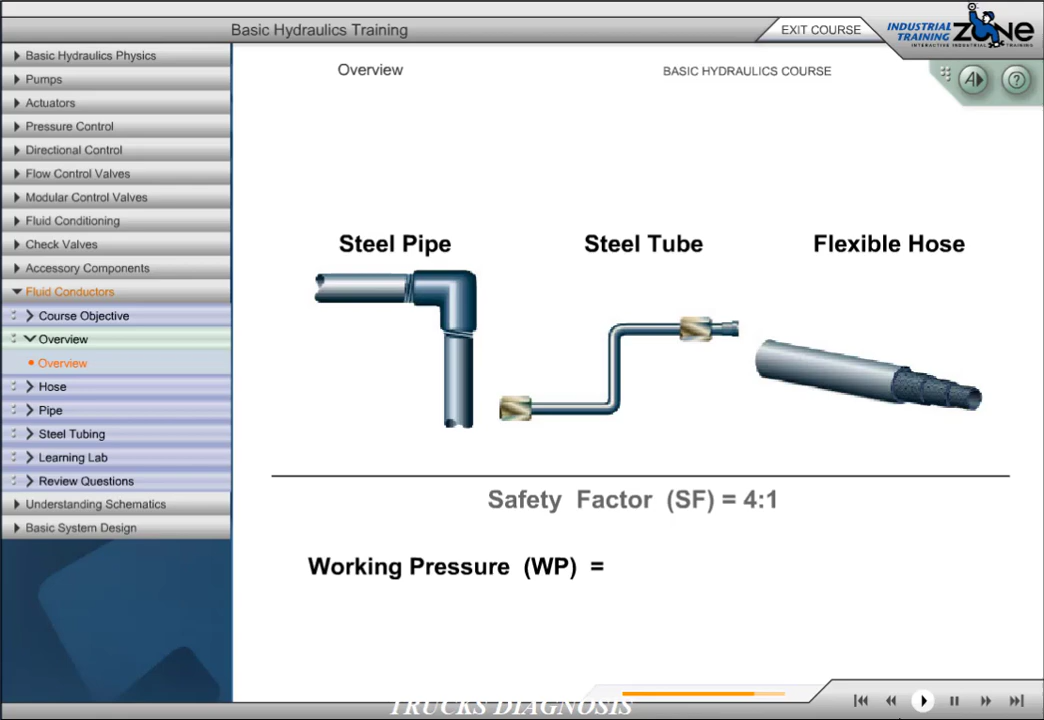 Basic Hydraulics Training
EXIT COURSE
INDUSTRIAL
TRAINING
ZONE
INTERACTIVE INDUSTRIAL TRAINING
Basic Hydraulics Physics
Pumps
Actuators
Pressure Control
Directional Control
Flow Control Valves
Modular Control Valves
Fluid Conditioning
Check Valves
Accessory Components
Fluid Conductors
Course Objective
Overview
Overview
Hose
Pipe
Steel Tubing
Learning Lab
Review Questions
Understanding Schematics
Basic System Design
Overview
BASIC HYDRAULICS COURSE
A
?
Steel Pipe
Steel Tube
Flexible Hose
Safety Factor (SF) = 4:1
Working Pressure (WP) =
TRUCKS DIAGNOSIS